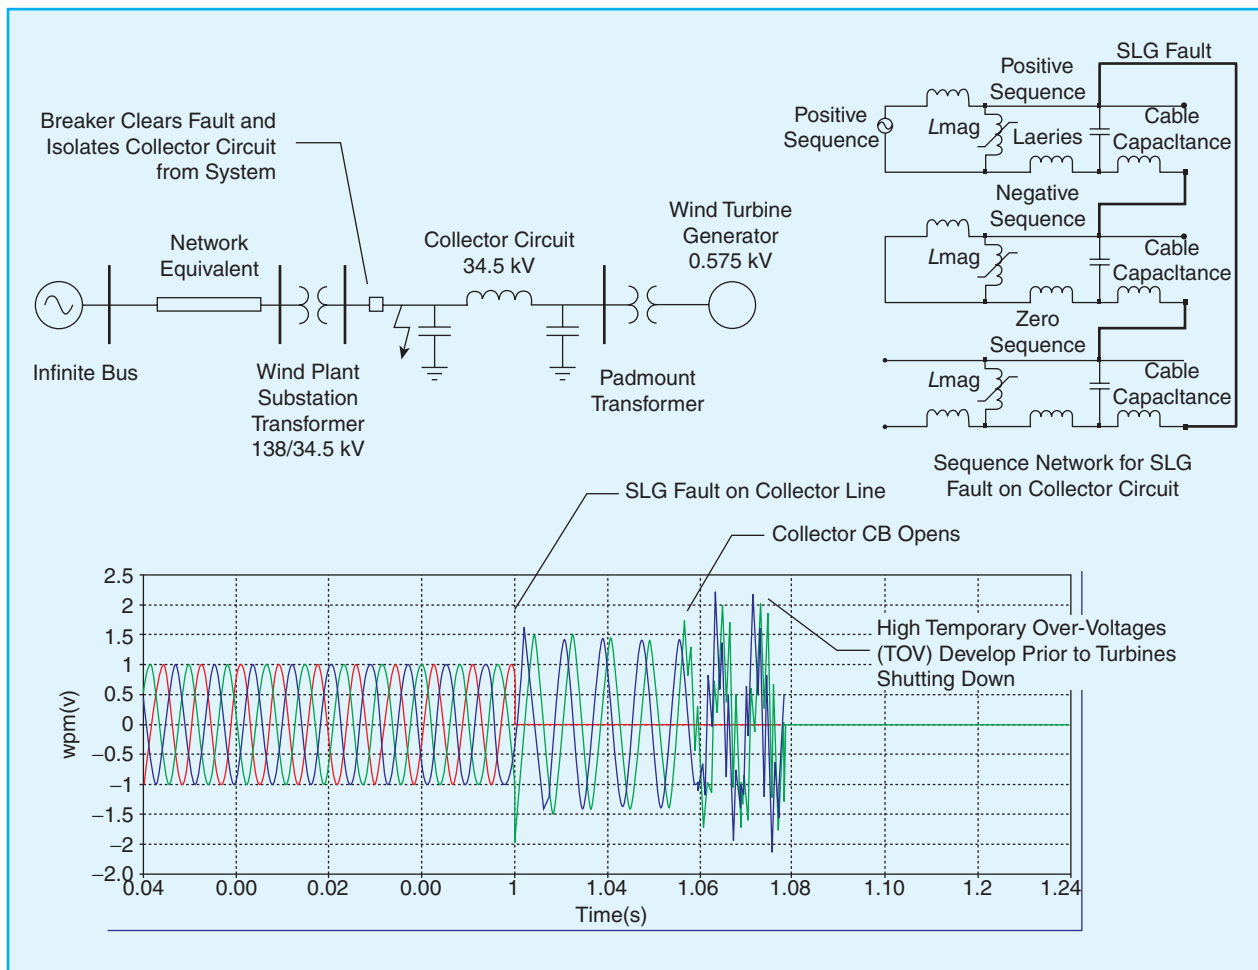 Breaker Clears Fault and
Isolates Collector Circuit
from System
Network
Equivalent
Collector Circuit
34.5 kV
Wind Turbine
Generator
0.575 kV
Infinite Bus
Wind Plant
Substation
Transformer
138/34.5 kV
Padmount
Transformer
SLG Fault
Positive
Sequence
Positive
Sequence
Lmag
Laeries
Cable
Capacltance
Negative
Sequence
Lmag
Cable
Capacltance
Zero
Sequence
Lmag
Cable
Capacltance
Sequence Network for SLG
Fault on Collector Circuit
SLG Fault on Collector Line
Collector CB Opens
High Temporary Over-Voltages
(TOV) Develop Prior to Turbines
Shutting Down
wpm(v)
2.5
2
1.5
1
0.5
0
−0.5
−1
−1.5
−2
−2.0
0.04 0.00 0.02 0.00 1 1.04 1.06 1.08 1.10 1.2 1.24
Time(s)